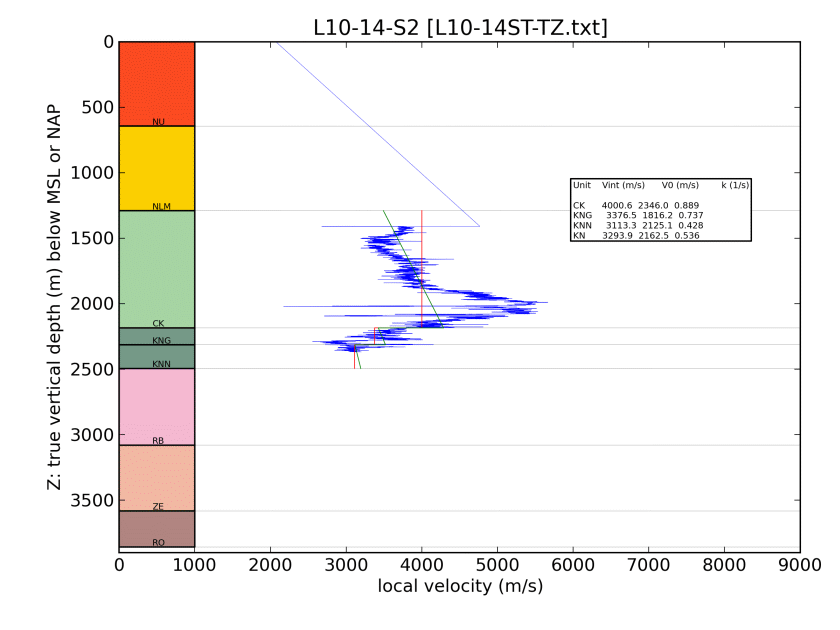 L10-14-S2 [L10-14ST-TZ.txt]
Z: true vertical depth (m) below MSL or NAP
0
500
1000
1500
2000
2500
3000
3500
NU
NLM
CK
KNG
KNN
RB
ZE
RO
Unit Vint (m/s) V0 (m/s) k (1/s)
CK 4000.6 2346.0 0.889
KNG 3376.5 1816.2 0.737
KNN 3113.3 2125.1 0.428
KN 3293.9 2162.5 0.536
0 1000 2000 3000 4000 5000 6000 7000 8000 9000
local velocity (m/s)